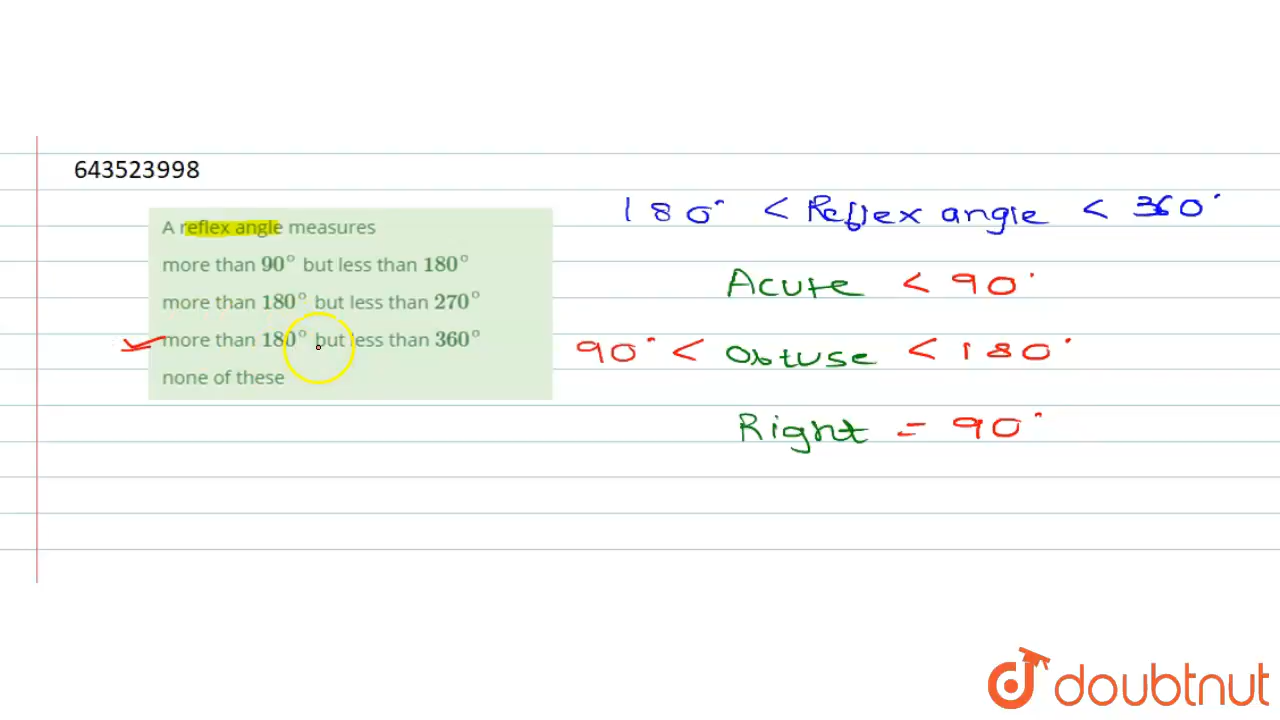 643523998
A reflex angle measures
more than 90° but less than 180°
more than 180° but less than 270°
more than 180° but less than 360°
none of these
180° < Reflex angle < 360°
Acute < 90°
90° < Obtuse < 180°
Right = 90°
doubtnut